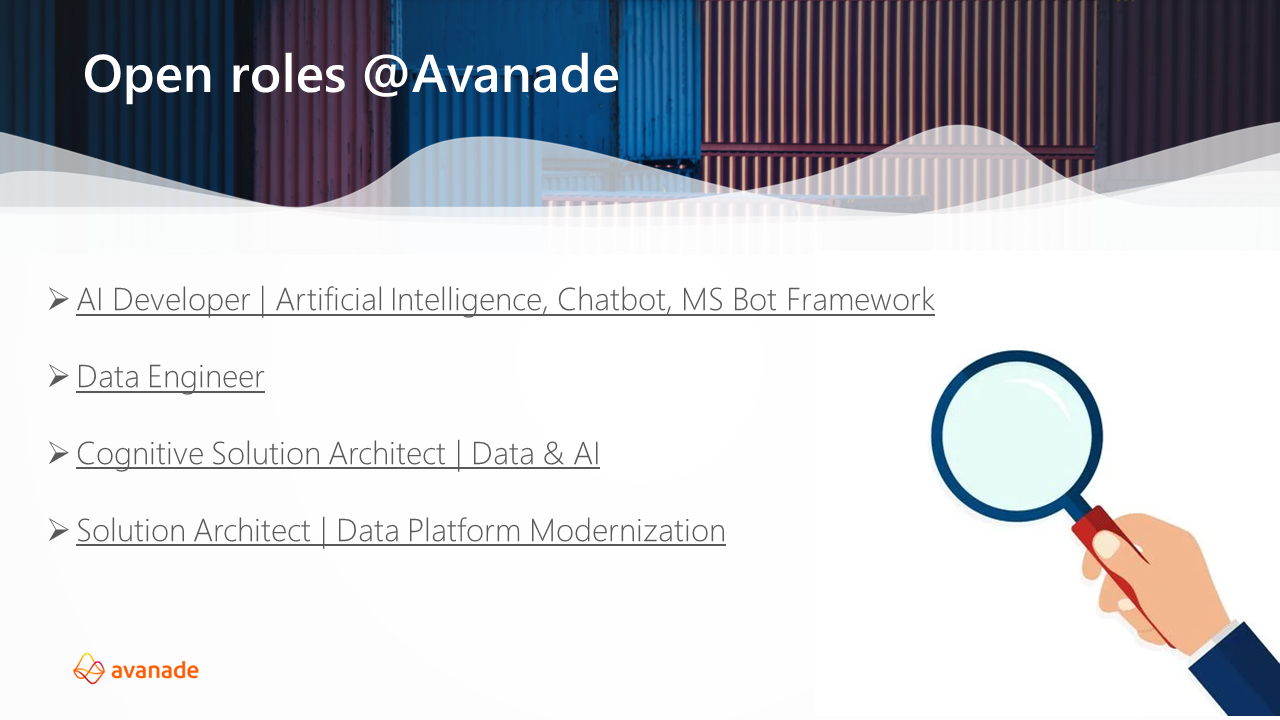 Open roles @Avanade
AI Developer | Artificial Intelligence, Chatbot, MS Bot Framework
Data Engineer
Cognitive Solution Architect | Data & AI
Solution Architect | Data Platform Modernization
avanade